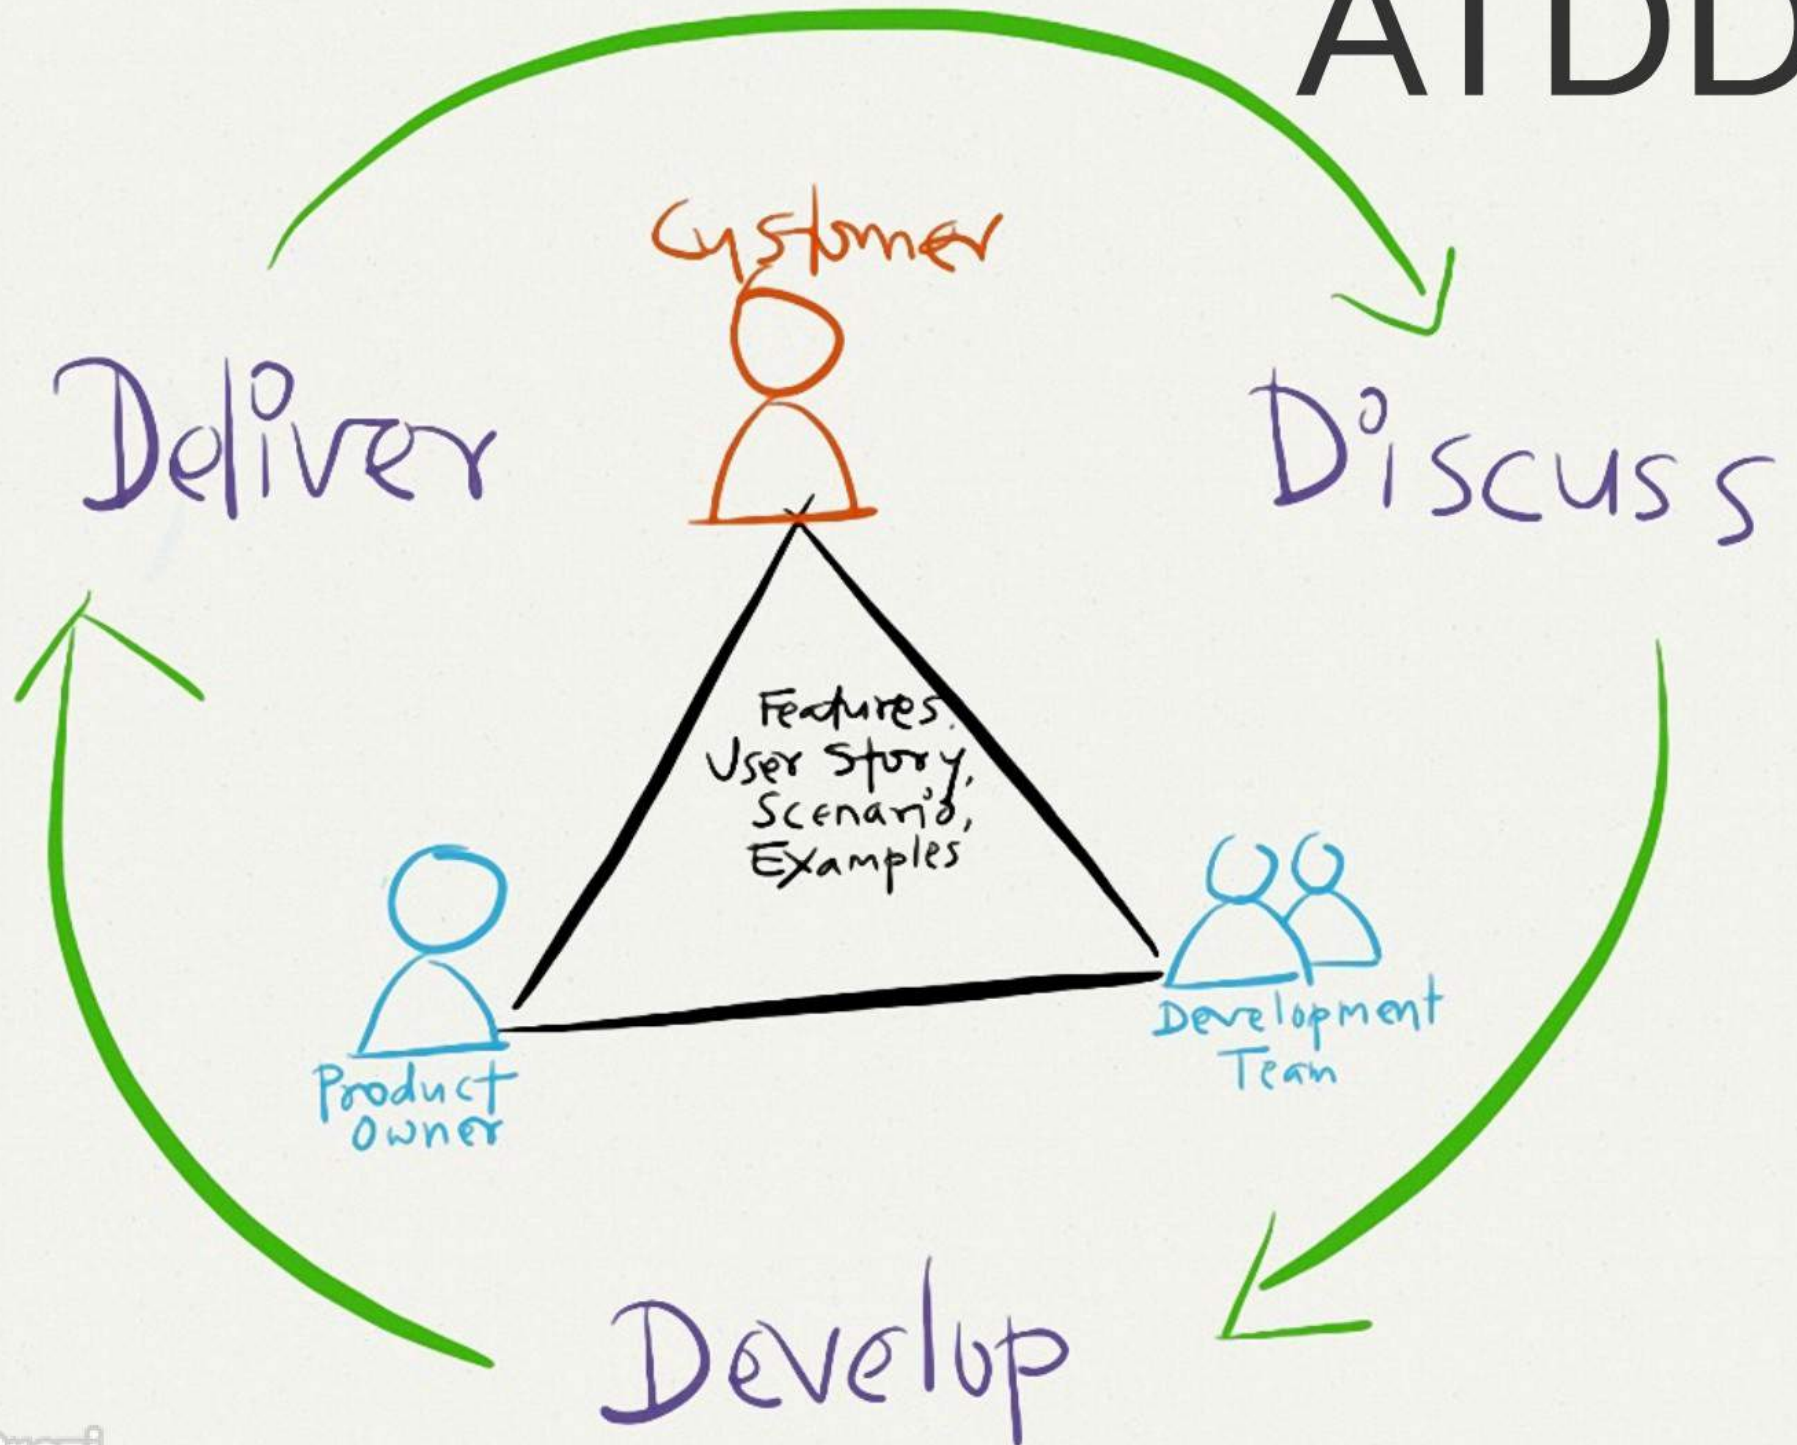 ATDD
Customer
Deliver
Discuss
Features,
User Story,
Scenario,
Examples
Product
Owner
Development
Team
Develop